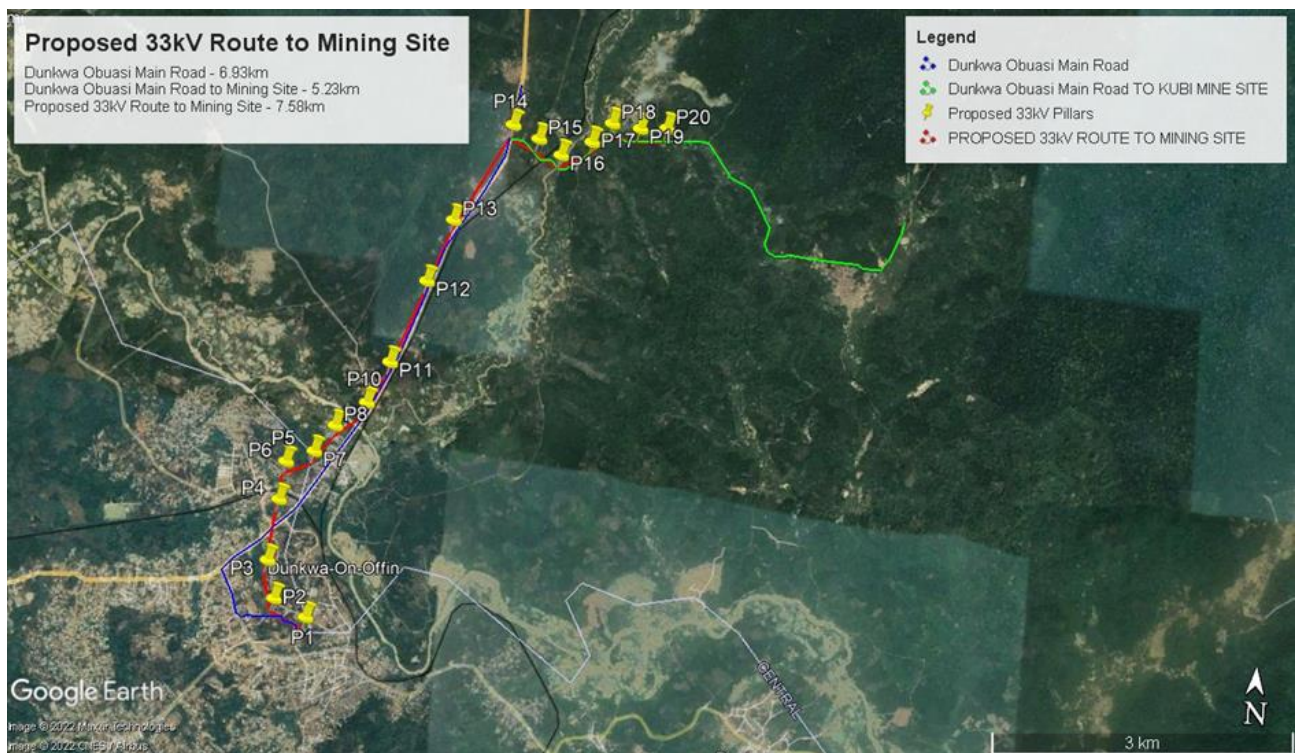 Proposed 33kV Route to Mining Site
Dunkwa Obuasi Main Road - 6.93km
Dunkwa Obuasi Main Road to Mining Site - 5.23km
Proposed 33kV Route to Mining Site - 7.58km
Legend
Dunkwa Obuasi Main Road
Dunkwa Obuasi Main Road TO KUBI MINE SITE
Proposed 33kV Pillars
PROPOSED 33kV ROUTE TO MINING SITE
P14
P15
P16
P17
P18
P19
P20
P13
P12
P11
P10
P8
P7
P5
P6
P4
P3
Dunkwa-On-Offin
P2
P1
CENTRAL
Google Earth
Image © 2022 Maxar Technologies
Image © 2022 CNES / Airbus
N
3 km